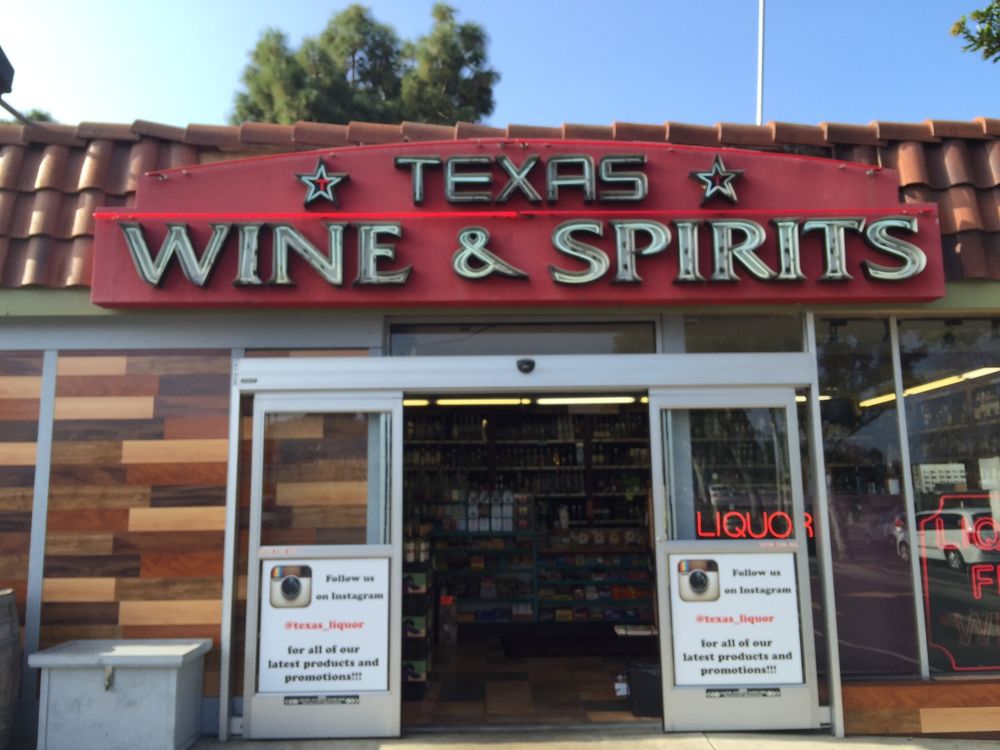 TEXAS
WINE & SPIRITS
LIQUOR
Follow us
on Instagram
@texas_liquor
for all of our
latest products and
promotions!!!
Follow us
on Instagram
@texas_liquor
for all of our
latest products and
promotions!!!